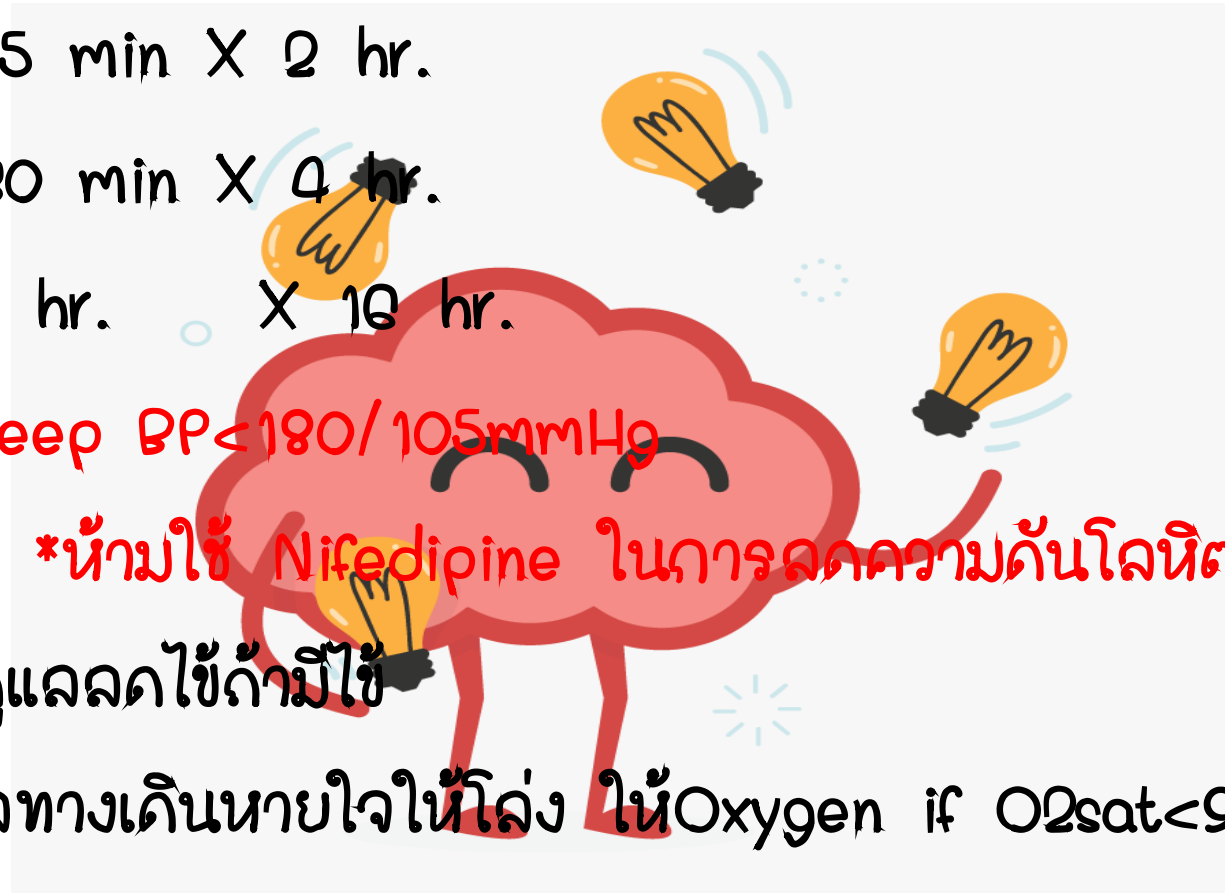 5 min X 2 hr.
0 min X 4 hr.
hr. X 16 hr.
eep BP<180/105mmHg
*ห้ามใช้ Nifedipine ในการลดความดันโลหิต
แลลดไข้ถ้ามีไข้
ทางเดินหายใจให้โล่ง ให้Oxygen if O2sat<9